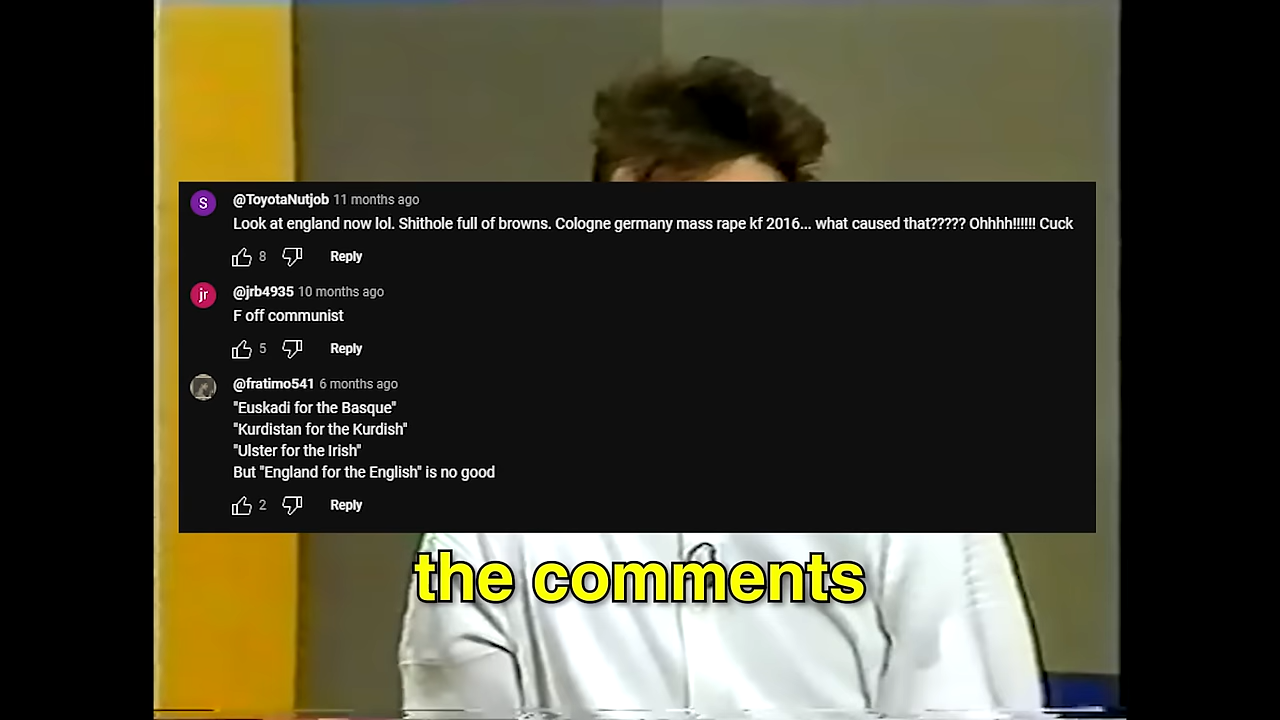 S
@ToyotaNutjob 11 months ago
Look at england now lol. Shithole full of browns. Cologne germany mass rape kf 2016... what caused that????? Ohhhh!!!!!! Cuck
8 Reply
jr
@jrb4935 10 months ago
F off communist
5 Reply
@fratimo541 6 months ago
"Euskadi for the Basque"
"Kurdistan for the Kurdish"
"Ulster for the Irish"
But "England for the English" is no good
2 Reply
the comments